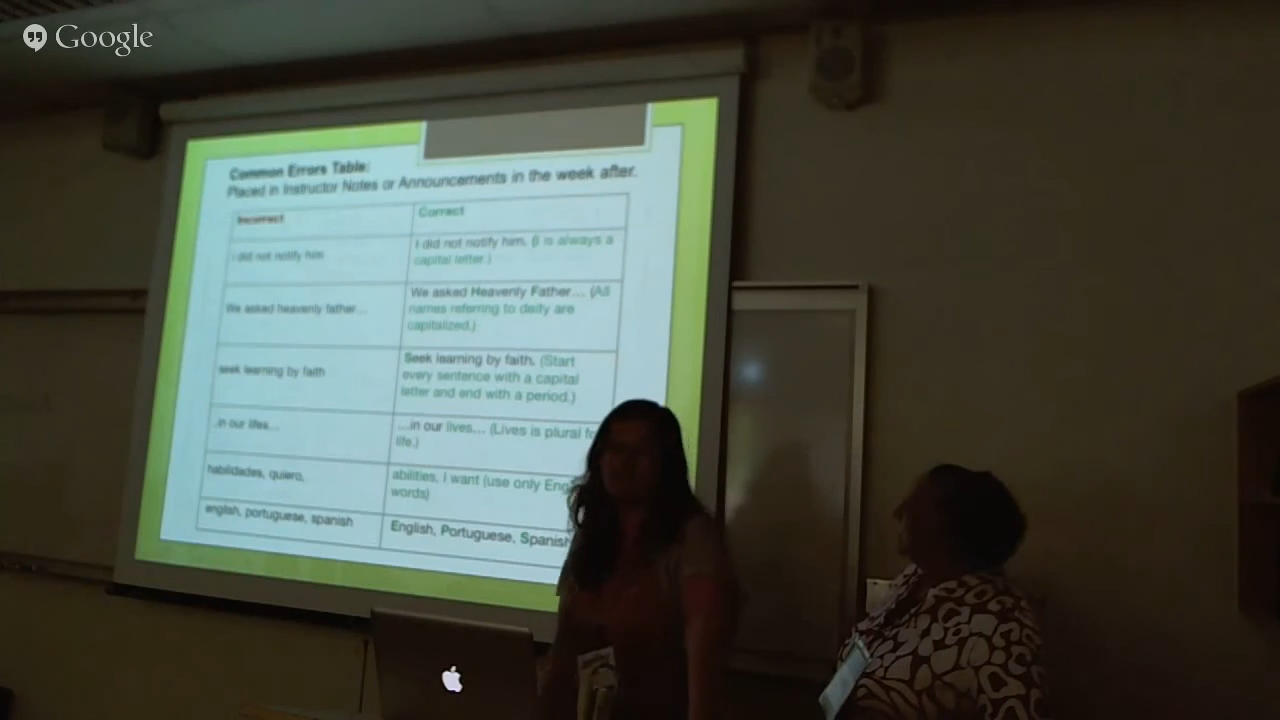 Google
Common Errors Table:
Placed in Instructor Notes or Announcements in the week after.
Incorrect
Correct
i did not notify him
I did not notify him. (I is always a
capital letter.)
We asked heavenly father...
We asked Heavenly Father... (All
names referring to deity are
capitalized.)
seek learning by faith
Seek learning by faith. (Start
every sentence with a capital
letter and end with a period.)
..in our lifes...
...in our lives... (Lives is plural
life.)
habilidades, quiero,
abilities, I want (use only
words)
english, portuguese, spanish
English, Portuguese, Spanish